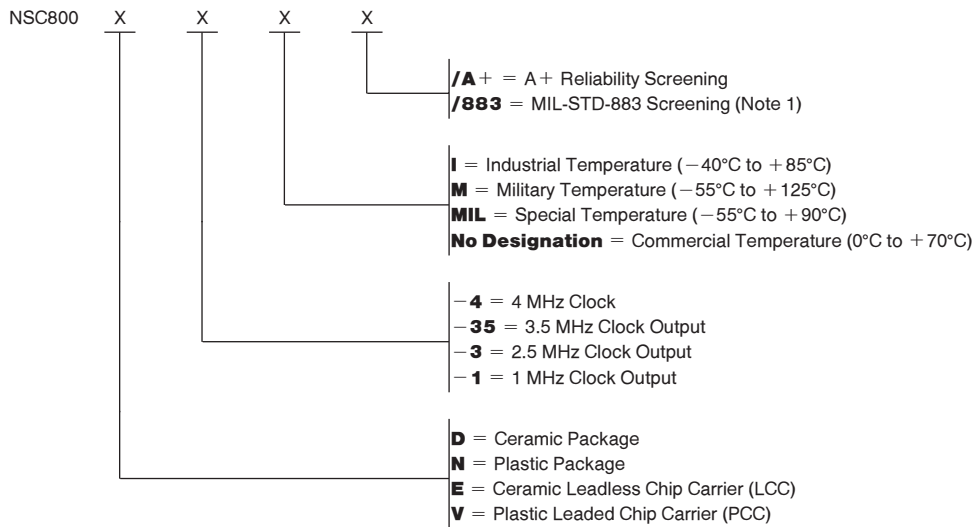 NSC800 X X X X
/A+ = A+ Reliability Screening
/883 = MIL-STD-883 Screening (Note 1)
I = Industrial Temperature (−40°C to +85°C)
M = Military Temperature (−55°C to +125°C)
MIL = Special Temperature (−55°C to +90°C)
No Designation = Commercial Temperature (0°C to +70°C)
−4 = 4 MHz Clock
−35 = 3.5 MHz Clock Output
−3 = 2.5 MHz Clock Output
−1 = 1 MHz Clock Output
D = Ceramic Package
N = Plastic Package
E = Ceramic Leadless Chip Carrier (LCC)
V = Plastic Leaded Chip Carrier (PCC)